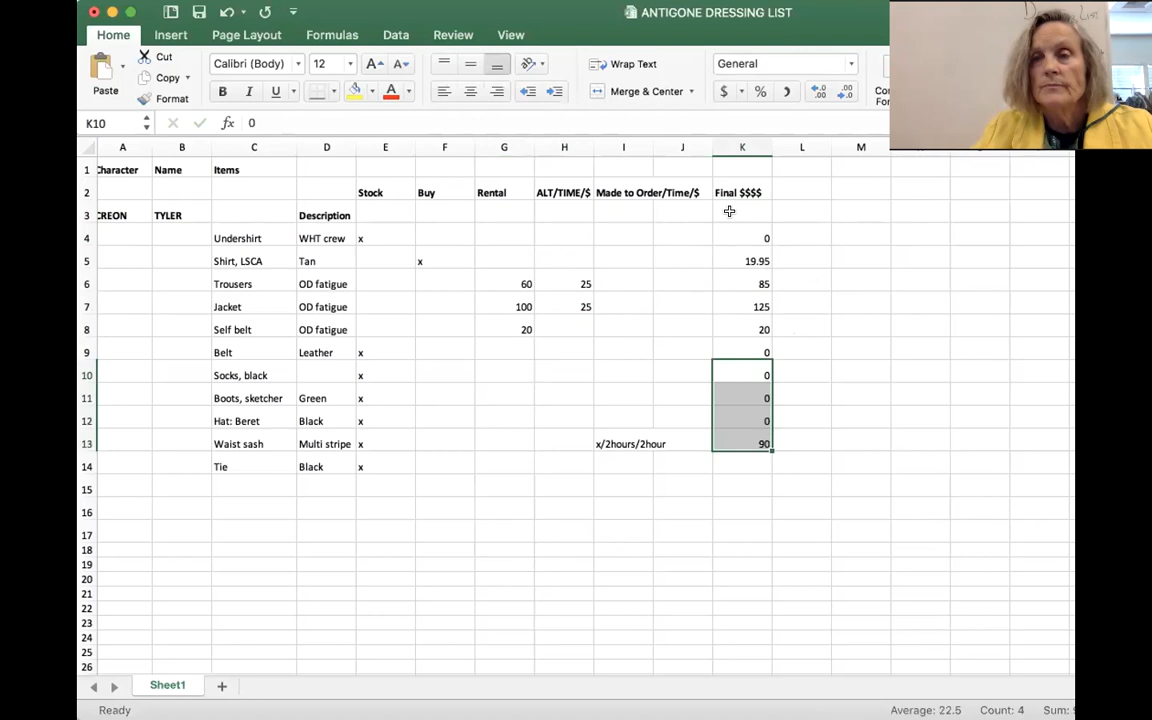 ANTIGONE DRESSING LIST
Home Insert Page Layout Formulas Data Review View
Cut
Copy
Paste Format
Calibri (Body) 12 A A
B I U A
Wrap Text
Merge & Center
General
$ % .00
K10 fx 0
A B C D E F G H I J K L M
1 Character Name Items
2 Stock Buy Rental ALT/TIME/$ Made to Order/Time/$ Final $$$$
3 CREON TYLER Description
4 Undershirt WHT crew x 0
5 Shirt, LSCA Tan x 19.95
6 Trousers OD fatigue 60 25 85
7 Jacket OD fatigue 100 25 125
8 Self belt OD fatigue 20 20
9 Belt Leather x 0
10 Socks, black x 0
11 Boots, sketcher Green x 0
12 Hat: Beret Black x 0
13 Waist sash Multi stripe x x/2hours/2hour 90
14 Tie Black x
15
16
17
18
19
20
21
22
23
24
25
26
Sheet1
Ready Average: 22.5 Count: 4 Sum: